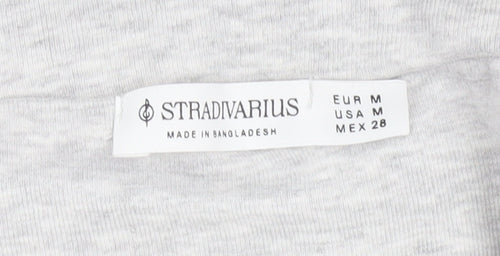 STRADIVARIUS
MADE IN BANGLADESH
EUR M
USA M
MEX 28